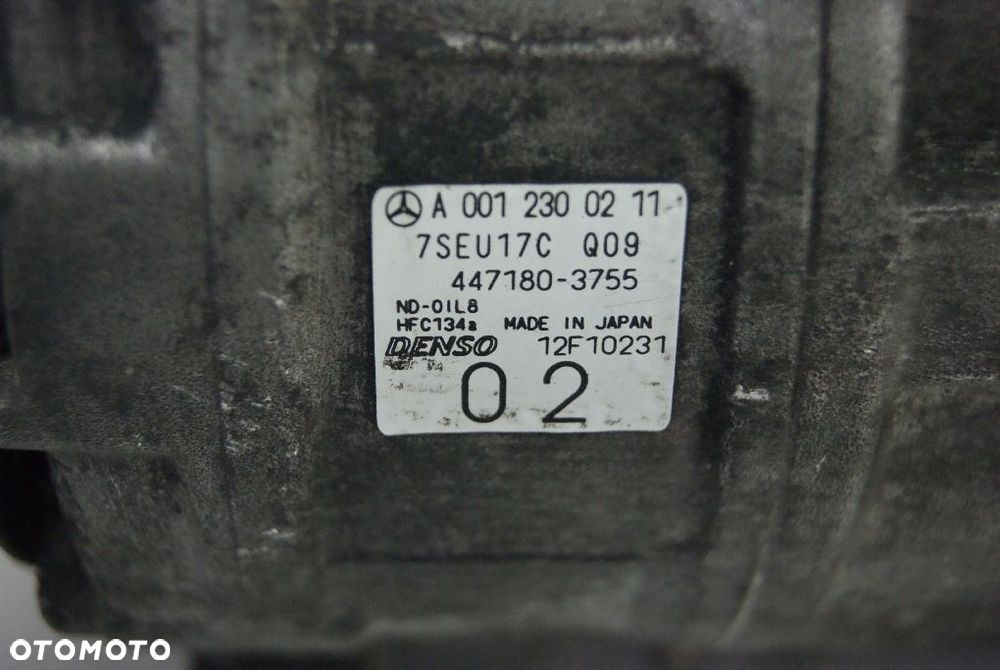 A 001 230 02 11
7SEU17C Q09
447180-3755
ND-OIL8
HFC134a MADE IN JAPAN
DENSO 12F10231
02
OTOMOTO